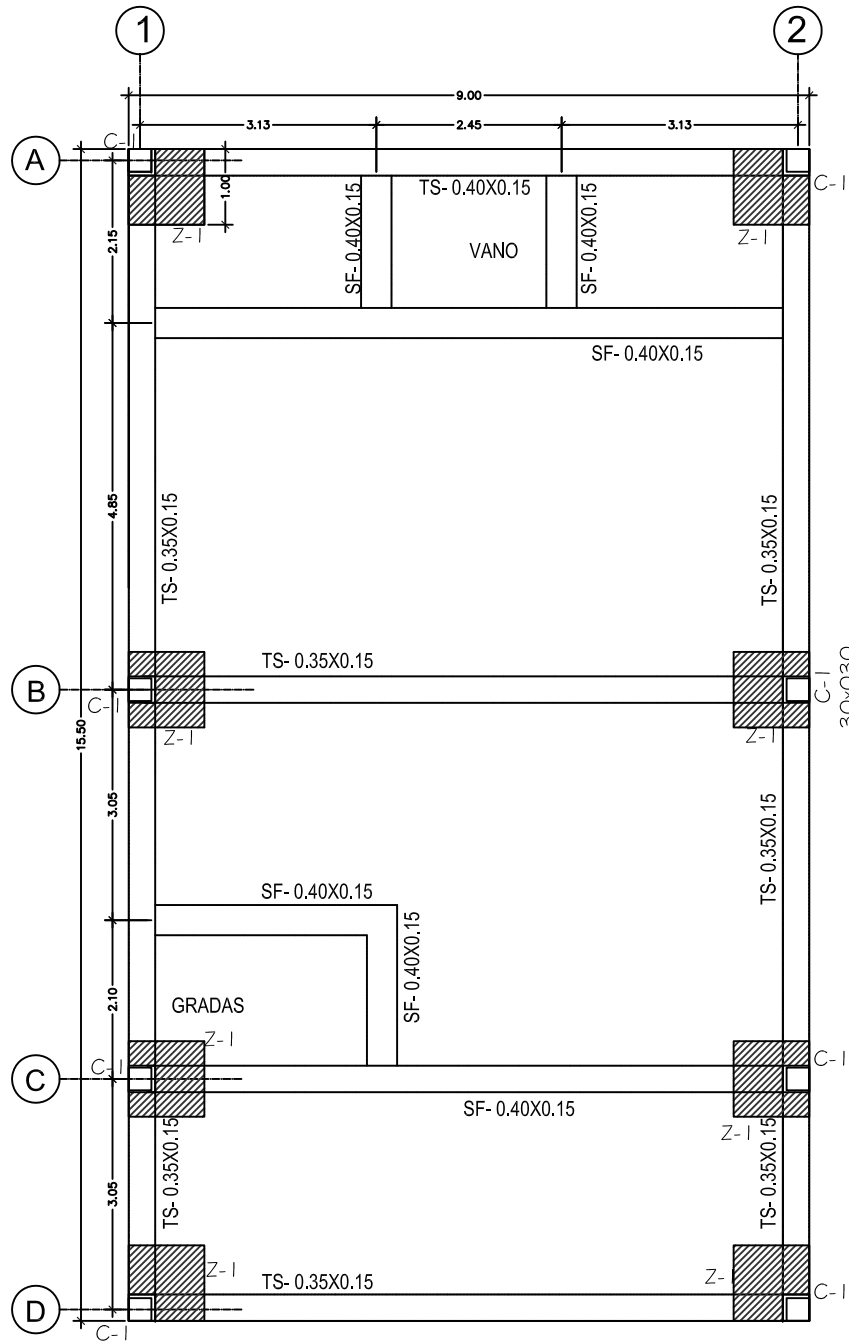 1
2
9.00
3.13
2.45
3.13
C-1
A
1.00
TS- 0.40X0.15
C-1
Z-1
SF- 0.40X0.15
VANO
SF- 0.40X0.15
Z-1
2.15
SF- 0.40X0.15
4.85
TS- 0.35X0.15
TS- 0.35X0.15
TS- 0.35X0.15
B
C-1
Z-1
Z-1
C-1
30x030
15.50
3.05
TS- 0.35X0.15
SF- 0.40X0.15
SF- 0.40X0.15
2.10
GRADAS
Z-1
C-1
C
C-1
SF- 0.40X0.15
Z-1
3.05
TS- 0.35X0.15
TS- 0.35X0.15
Z-1
TS- 0.35X0.15
Z-1
C-1
D
C-1